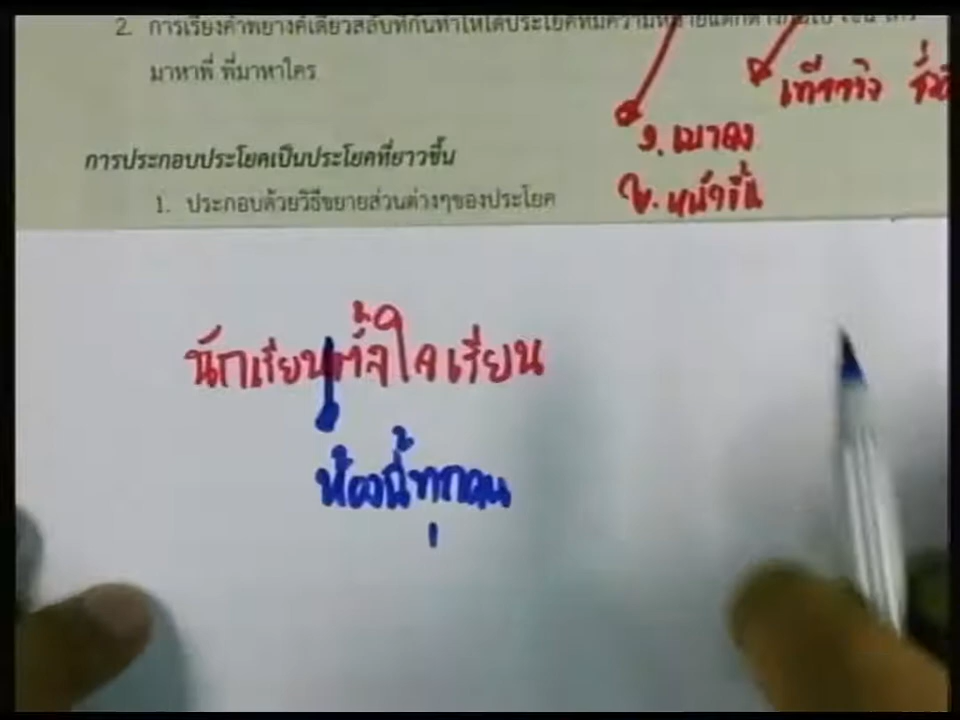 2. การเรียงคำพยางค์เดียวสลับที่กันทำให้ได้ประโยคที่มีความหมายแตกต่างกันไป เช่น ใคร
มาหาพี่ พี่มาหาใคร
การประกอบประโยคเป็นประโยคที่ยาวขึ้น
1. ประกอบด้วยวิธีขยายส่วนต่างๆของประโยค
ง. เบาลง
ข. หนักขึ้น
นักเรียนตั้งใจเรียน
ห้องนี้ทุกคน